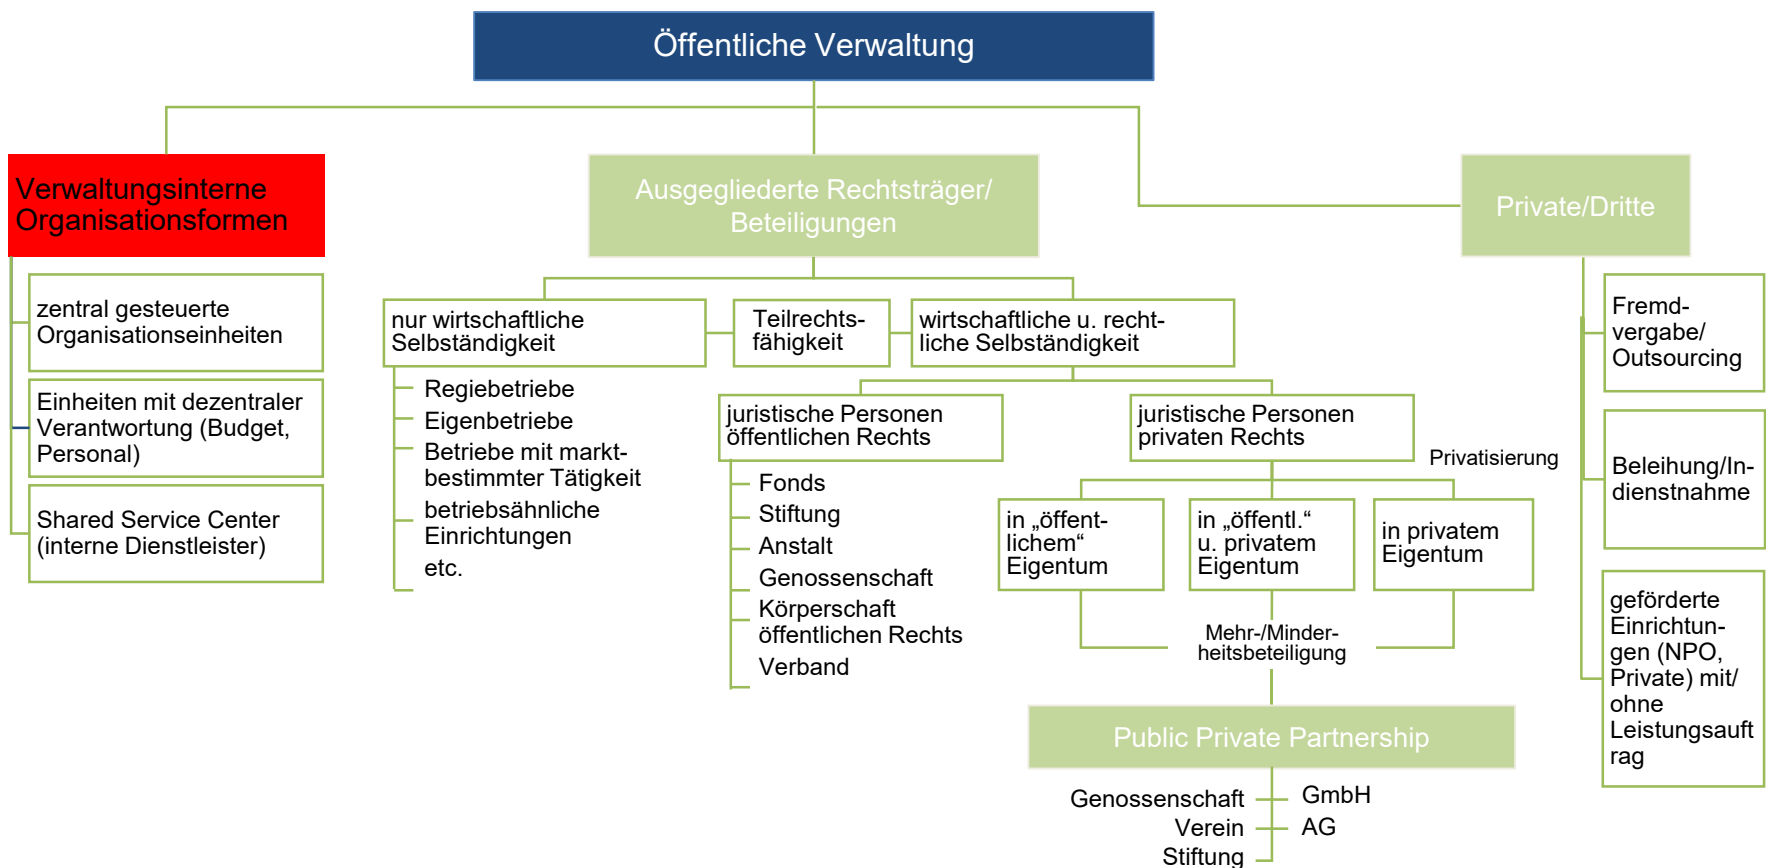 Öffentliche Verwaltung
Verwaltungsinterne
Organisationsformen
Ausgegliederte Rechtsträger/
Beteiligungen
Private/Dritte
zentral gesteuerte
Organisationseinheiten
Einheiten mit dezentraler
Verantwortung (Budget,
Personal)
Shared Service Center
(interne Dienstleister)
nur wirtschaftliche
Selbständigkeit
Teilrechts-
fähigkeit
wirtschaftliche u. recht-
liche Selbständigkeit
Regiebetriebe
Eigenbetriebe
Betriebe mit markt-
bestimmter Tätigkeit
betriebsähnliche
Einrichtungen
etc.
juristische Personen
öffentlichen Rechts
Fonds
Stiftung
Anstalt
Genossenschaft
Körperschaft
öffentlichen Rechts
Verband
juristische Personen
privaten Rechts
Privatisierung
in „öffent-
lichem“
Eigentum
in „öffentl.“
u. privatem
Eigentum
in privatem
Eigentum
Mehr-/Minder-
heitsbeteiligung
Public Private Partnership
Genossenschaft
Verein
Stiftung
GmbH
AG
Fremd-
vergabe/
Outsourcing
Beleihung/In-
dienstnahme
geförderte
Einrichtun-
gen (NPO,
Private) mit/
ohne
Leistungsauft
rag